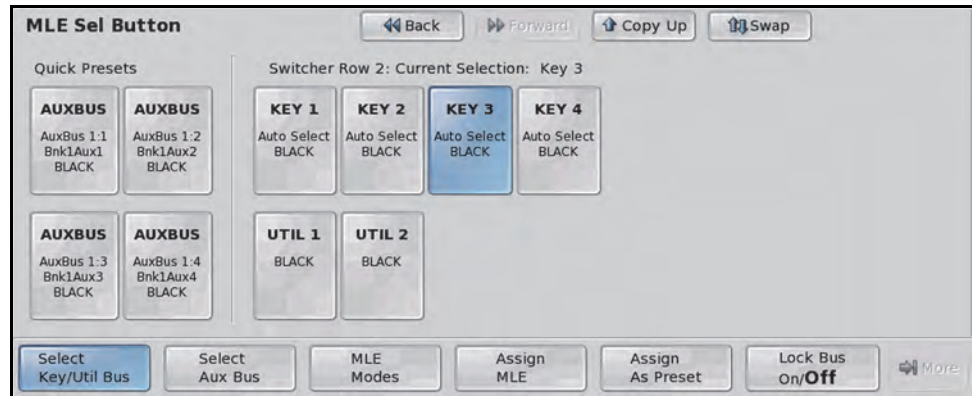 MLE Sel Button
Back
Forward
Copy Up
Swap
Quick Presets
Switcher Row 2: Current Selection: Key 3
AUXBUS
AuxBus 1:1
Bnk1Aux1
BLACK
AUXBUS
AuxBus 1:2
Bnk1Aux2
BLACK
KEY 1
Auto Select
BLACK
KEY 2
Auto Select
BLACK
KEY 3
Auto Select
BLACK
KEY 4
Auto Select
BLACK
AUXBUS
AuxBus 1:3
Bnk1Aux3
BLACK
AUXBUS
AuxBus 1:4
Bnk1Aux4
BLACK
UTIL 1
BLACK
UTIL 2
BLACK
Select
Key/Util Bus
Select
Aux Bus
MLE
Modes
Assign
MLE
Assign
As Preset
Lock Bus
On/Off
More